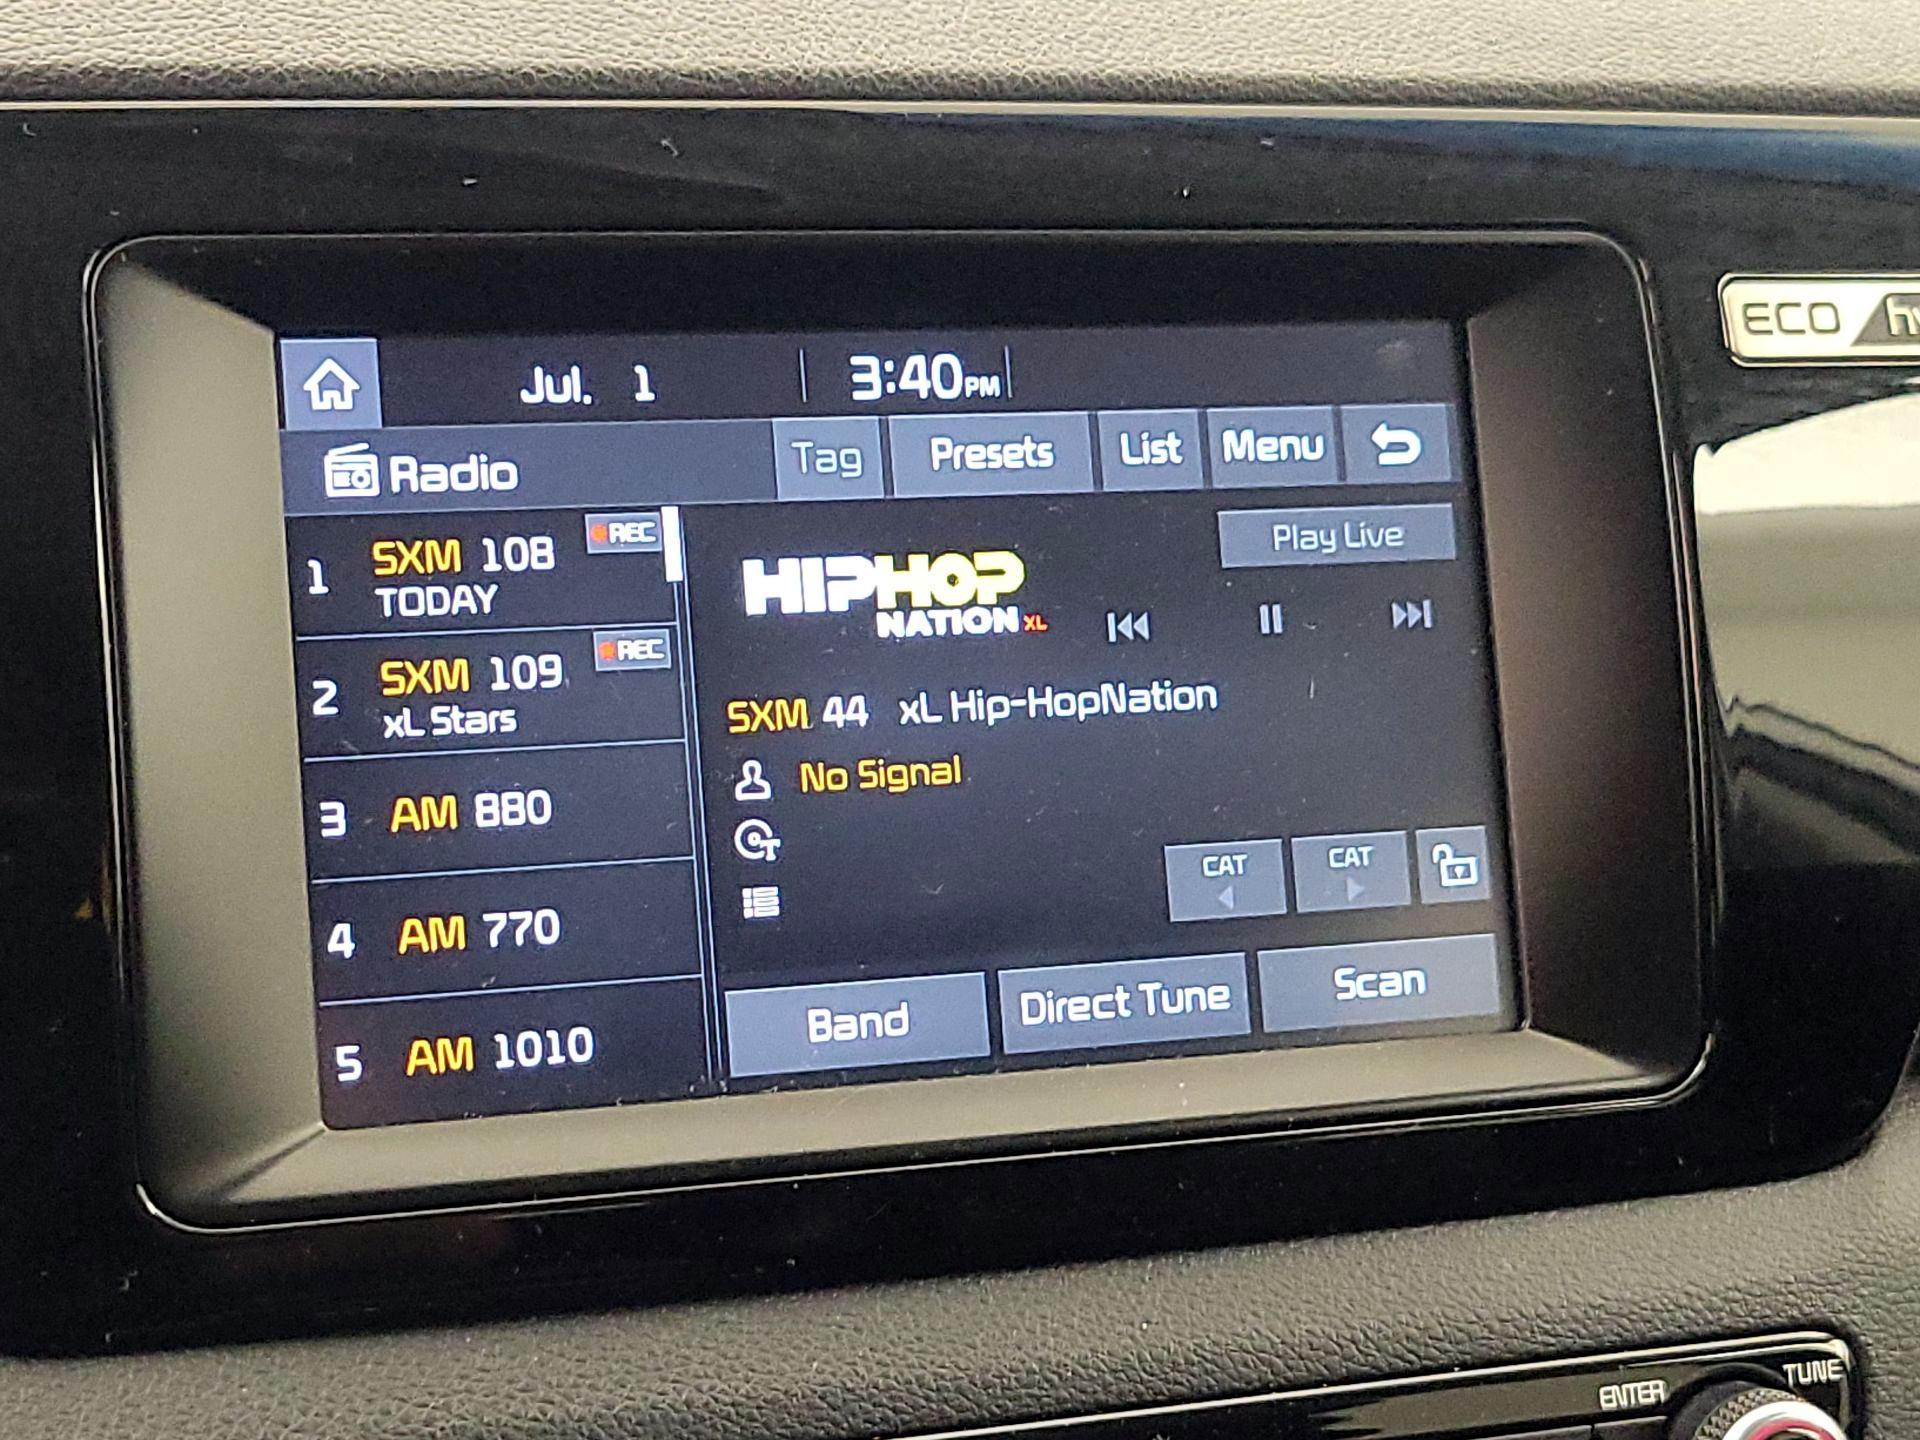 Jul. 1 3:40PM
ECO
Radio Tag Presets List Menu
1 SXM 108 REC
TODAY
2 SXM 109 REC
xL Stars
3 AM 880
4 AM 770
5 AM 1010
Play Live
HIPHOP
NATION XL
SXM 44 xL Hip-HopNation
No Signal
CAT CAT
Band Direct Tune Scan
ENTER TUNE